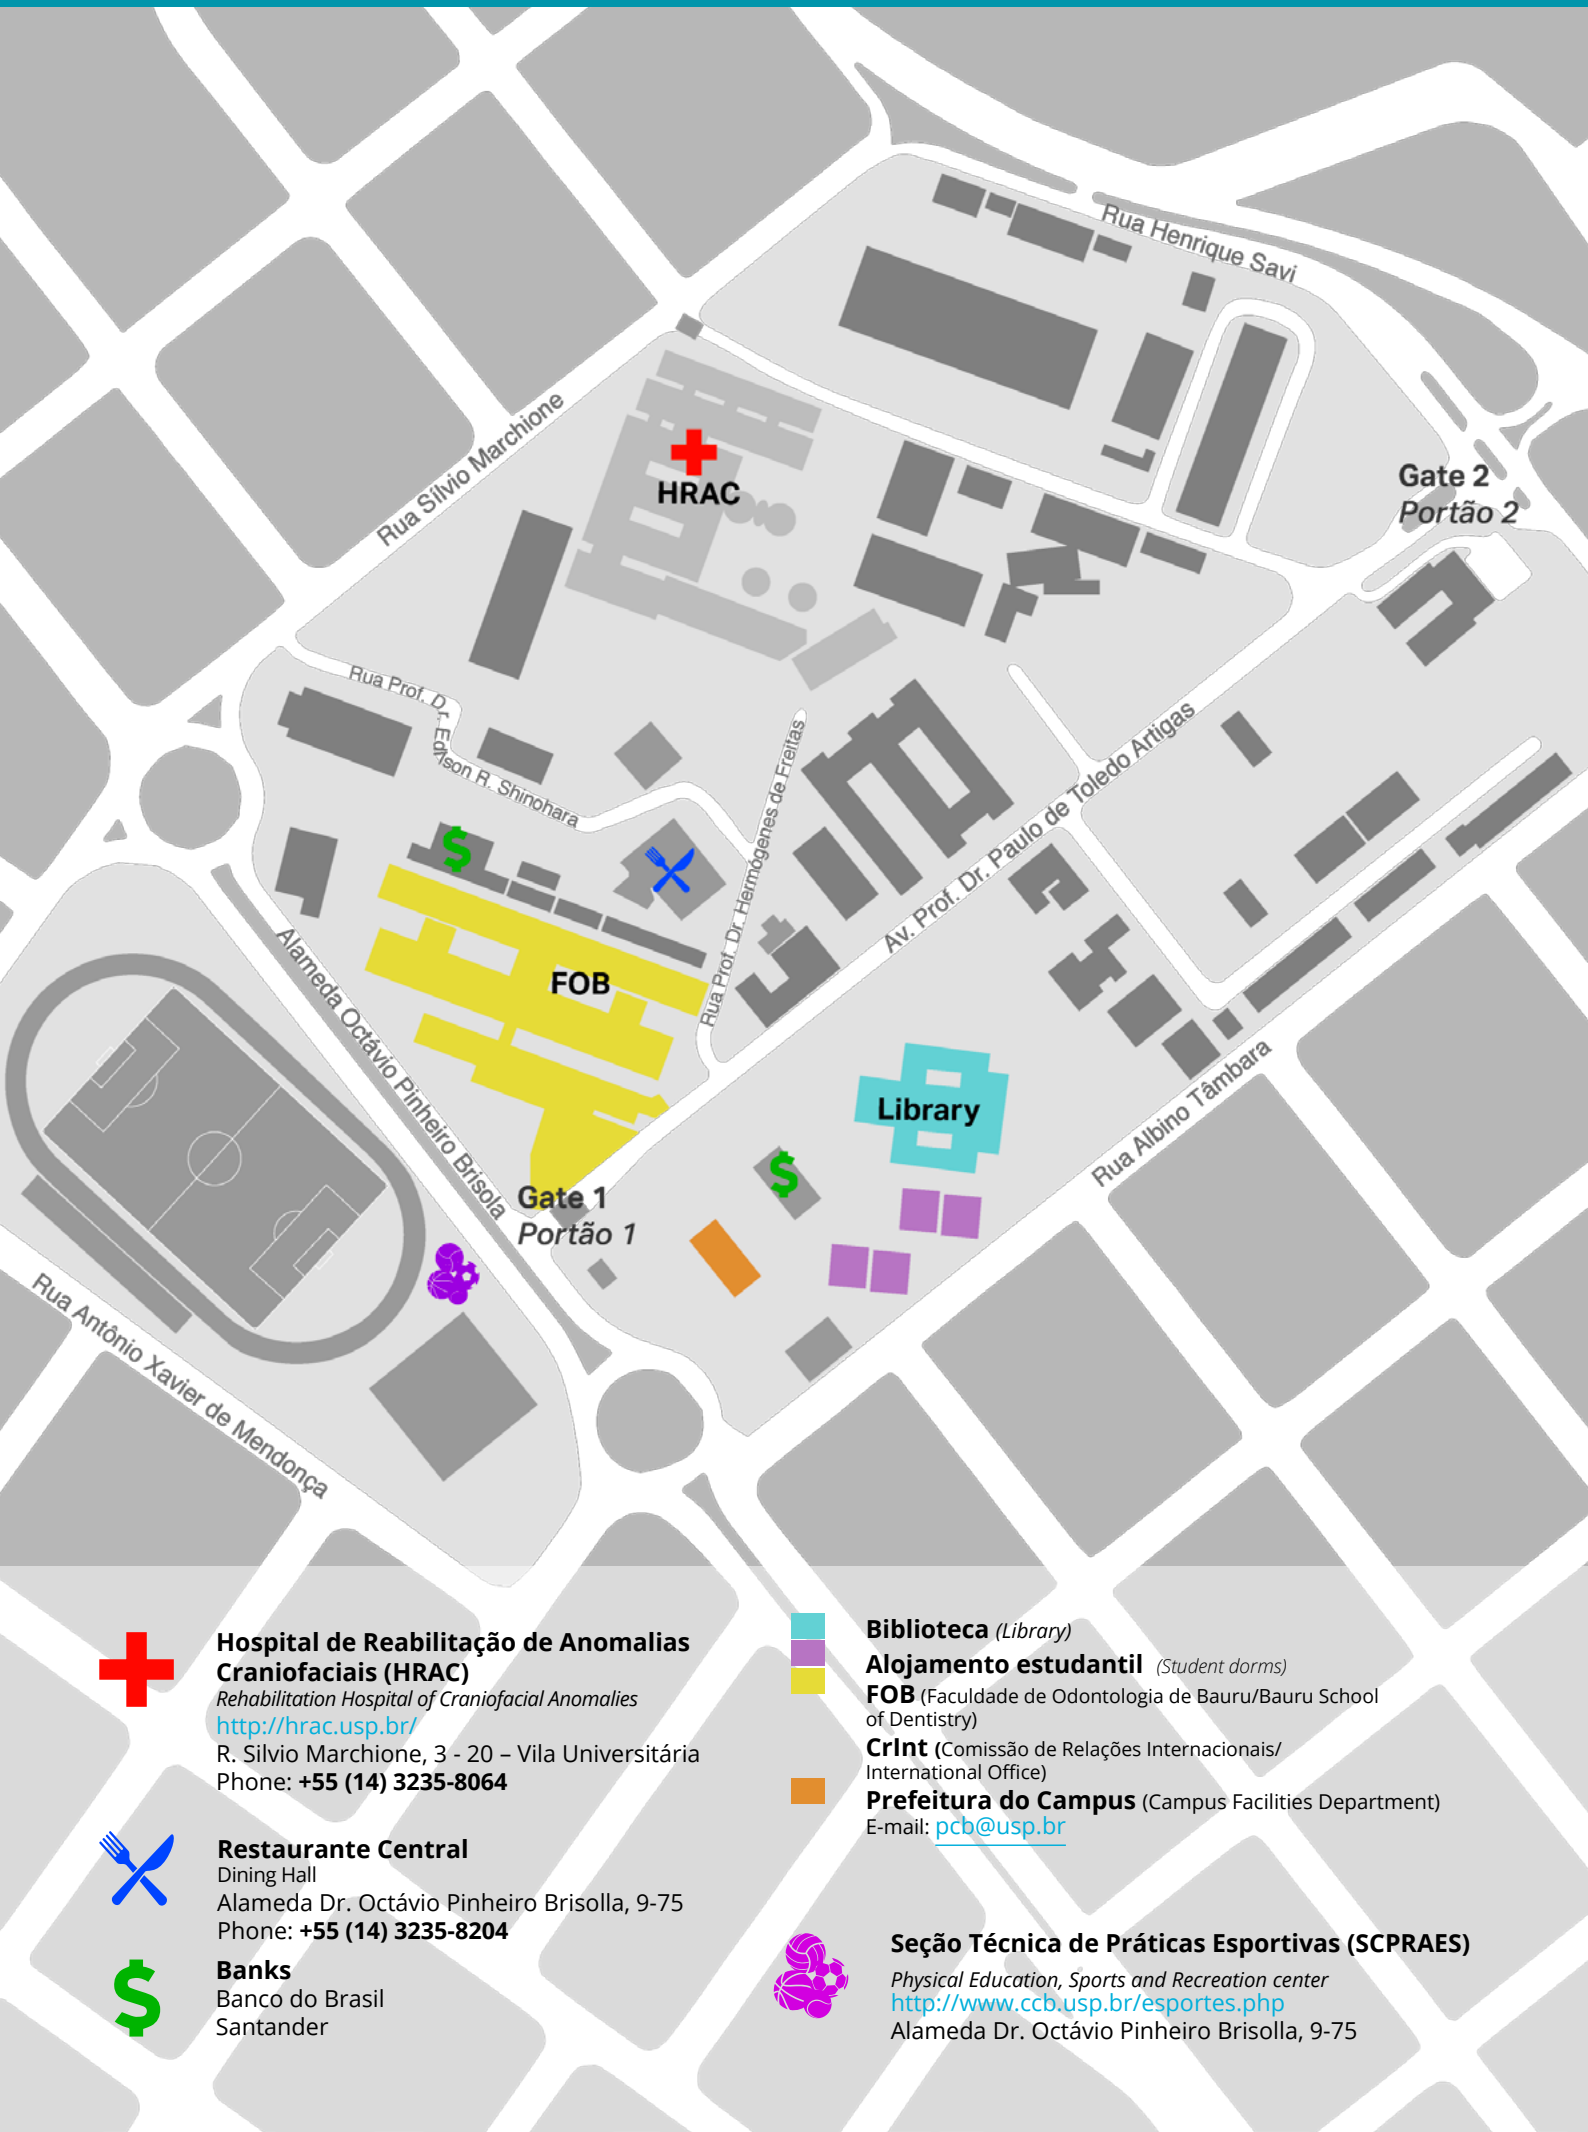 Rua Henrique Savi
Rua Sílvio Marchione
HRAC
Gate 2
Portão 2
Rua Prof. D.r. Edison R. Shinohara
Rua Prof. Dr. Hermógenes de Freitas
Av. Prof. Dr. Paulo de Toledo Artigas
FOB
Alameda Octávio Pinheiro Brisola
Library
Rua Albino Tâmbara
Gate 1
Portão 1
Rua Antônio Xavier de Mendonça
Hospital de Reabilitação de Anomalias
Craniofaciais (HRAC)
Rehabilitation Hospital of Craniofacial Anomalies
http://hrac.usp.br/
R. Silvio Marchione, 3 - 20 – Vila Universitária
Phone: +55 (14) 3235-8064
Restaurante Central
Dining Hall
Alameda Dr. Octávio Pinheiro Brisolla, 9-75
Phone: +55 (14) 3235-8204
Banks
Banco do Brasil
Santander
Biblioteca (Library)
Alojamento estudantil (Student dorms)
FOB (Faculdade de Odontologia de Bauru/Bauru School
of Dentistry)
CrInt (Comissão de Relações Internacionais/
International Office)
Prefeitura do Campus (Campus Facilities Department)
E-mail: pcb@usp.br
Seção Técnica de Práticas Esportivas (SCPRAES)
Physical Education, Sports and Recreation center
http://www.ccb.usp.br/esportes.php
Alameda Dr. Octávio Pinheiro Brisolla, 9-75